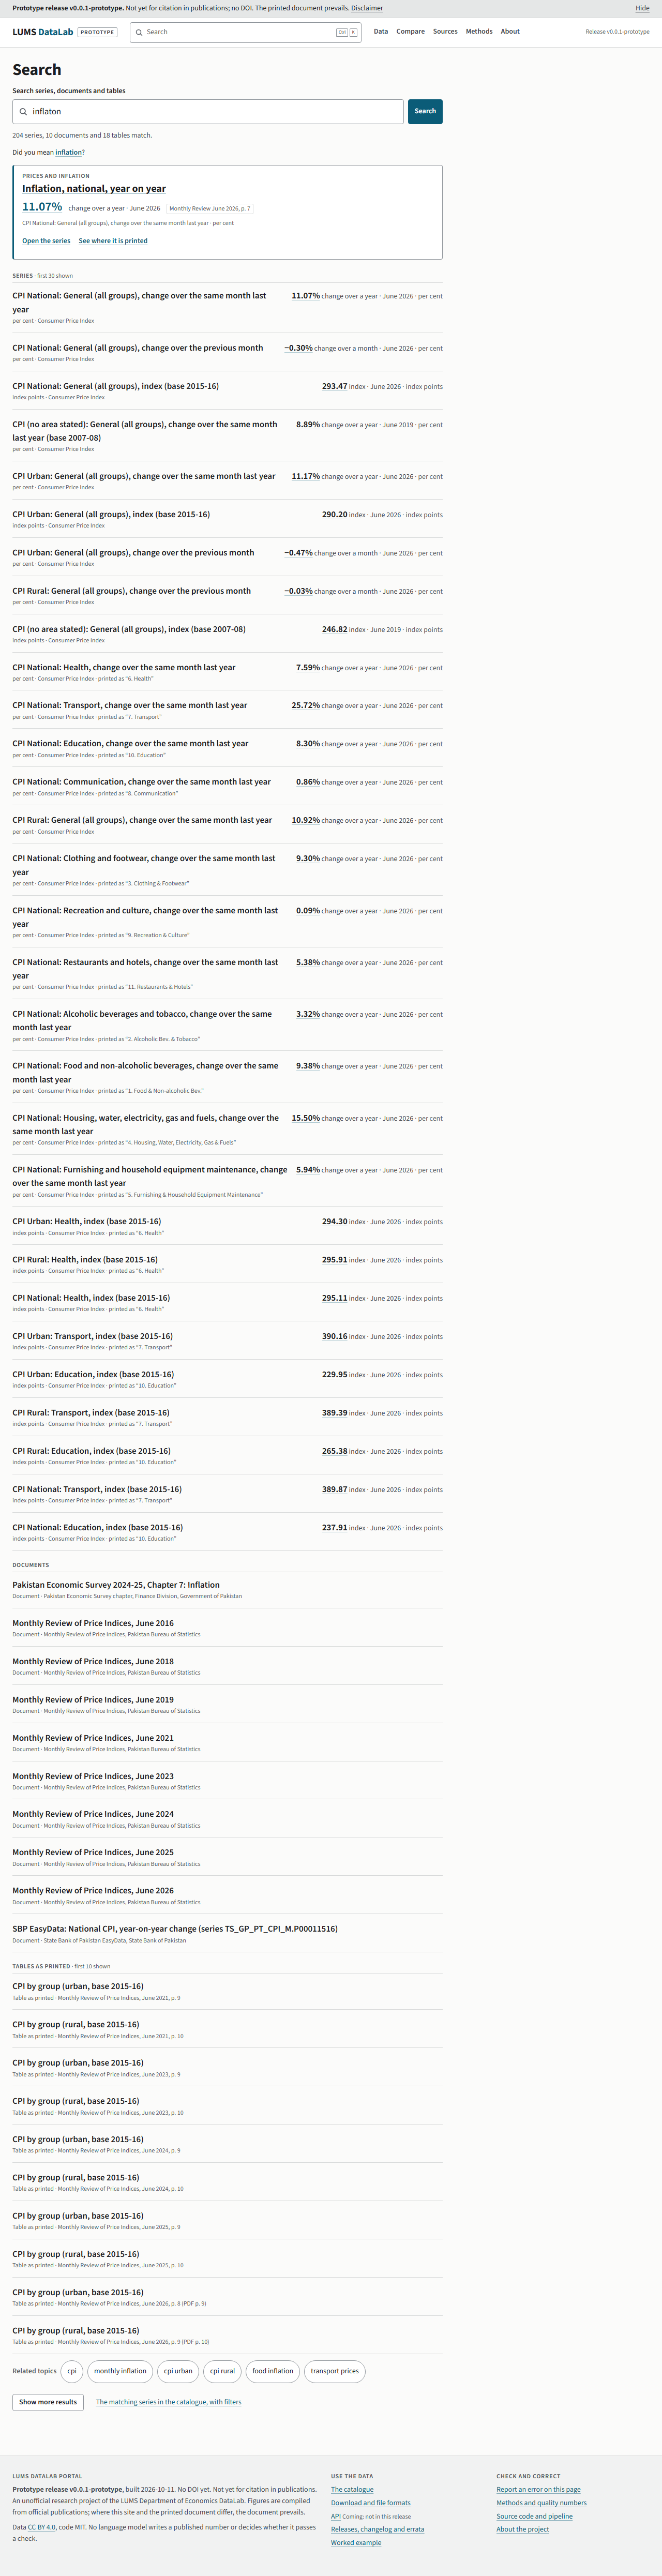 Prototype release v0.0.1-prototype. Not yet for citation in publications; no DOI. The printed document prevails. Disclaimer
Hide
LUMS DataLab PROTOTYPE
Search
Ctrl K
Data Compare Sources Methods About
Release v0.0.1-prototype
Search
Search series, documents and tables
inflaton
Search
204 series, 10 documents and 18 tables match.
Did you mean inflation?
PRICES AND INFLATION
Inflation, national, year on year
11.07% change over a year · June 2026 Monthly Review June 2026, p. 7
CPI National: General (all groups), change over the same month last year · per cent
Open the series See where it is printed
SERIES · first 30 shown
CPI National: General (all groups), change over the same month last
year
11.07% change over a year · June 2026 · per cent
per cent · Consumer Price Index
CPI National: General (all groups), change over the previous month
−0.30% change over a month · June 2026 · per cent
per cent · Consumer Price Index
CPI National: General (all groups), index (base 2015-16)
293.47 index · June 2026 · index points
index points · Consumer Price Index
CPI (no area stated): General (all groups), change over the same month
last year (base 2007-08)
8.89% change over a year · June 2019 · per cent
per cent · Consumer Price Index
CPI Urban: General (all groups), change over the same month last year
11.17% change over a year · June 2026 · per cent
per cent · Consumer Price Index
CPI Urban: General (all groups), index (base 2015-16)
290.20 index · June 2026 · index points
index points · Consumer Price Index
CPI Urban: General (all groups), change over the previous month
−0.47% change over a month · June 2026 · per cent
per cent · Consumer Price Index
CPI Rural: General (all groups), change over the previous month
−0.03% change over a month · June 2026 · per cent
per cent · Consumer Price Index
CPI (no area stated): General (all groups), index (base 2007-08)
246.82 index · June 2019 · index points
index points · Consumer Price Index
CPI National: Health, change over the same month last year
7.59% change over a year · June 2026 · per cent
per cent · Consumer Price Index · printed as “6. Health”
CPI National: Transport, change over the same month last year
25.72% change over a year · June 2026 · per cent
per cent · Consumer Price Index · printed as “7. Transport”
CPI National: Education, change over the same month last year
8.30% change over a year · June 2026 · per cent
per cent · Consumer Price Index · printed as “10. Education”
CPI National: Communication, change over the same month last year
0.86% change over a year · June 2026 · per cent
per cent · Consumer Price Index · printed as “8. Communication”
CPI Rural: General (all groups), change over the same month last year
10.92% change over a year · June 2026 · per cent
per cent · Consumer Price Index
CPI National: Clothing and footwear, change over the same month last
year
9.30% change over a year · June 2026 · per cent
per cent · Consumer Price Index · printed as “3. Clothing & Footwear”
CPI National: Recreation and culture, change over the same month last
year
0.09% change over a year · June 2026 · per cent
per cent · Consumer Price Index · printed as “9. Recreation & Culture”
CPI National: Restaurants and hotels, change over the same month last
year
5.38% change over a year · June 2026 · per cent
per cent · Consumer Price Index · printed as “11. Restaurants & Hotels”
CPI National: Alcoholic beverages and tobacco, change over the same
month last year
3.32% change over a year · June 2026 · per cent
per cent · Consumer Price Index · printed as “2. Alcoholic Bev. & Tobacco”
CPI National: Food and non-alcoholic beverages, change over the same
month last year
9.38% change over a year · June 2026 · per cent
per cent · Consumer Price Index · printed as “1. Food & Non-alcoholic Bev.”
CPI National: Housing, water, electricity, gas and fuels, change over the
same month last year
15.50% change over a year · June 2026 · per cent
per cent · Consumer Price Index · printed as “4. Housing, Water, Electricity, Gas & Fuels”
CPI National: Furnishing and household equipment maintenance, change
over the same month last year
5.94% change over a year · June 2026 · per cent
per cent · Consumer Price Index · printed as “5. Furnishing & Household Equipment Maintenance”
CPI Urban: Health, index (base 2015-16)
294.30 index · June 2026 · index points
index points · Consumer Price Index · printed as “6. Health”
CPI Rural: Health, index (base 2015-16)
295.91 index · June 2026 · index points
index points · Consumer Price Index · printed as “6. Health”
CPI National: Health, index (base 2015-16)
295.11 index · June 2026 · index points
index points · Consumer Price Index · printed as “6. Health”
CPI Urban: Transport, index (base 2015-16)
390.16 index · June 2026 · index points
index points · Consumer Price Index · printed as “7. Transport”
CPI Urban: Education, index (base 2015-16)
229.95 index · June 2026 · index points
index points · Consumer Price Index · printed as “10. Education”
CPI Rural: Transport, index (base 2015-16)
389.39 index · June 2026 · index points
index points · Consumer Price Index · printed as “7. Transport”
CPI Rural: Education, index (base 2015-16)
265.38 index · June 2026 · index points
index points · Consumer Price Index · printed as “10. Education”
CPI National: Transport, index (base 2015-16)
389.87 index · June 2026 · index points
index points · Consumer Price Index · printed as “7. Transport”
CPI National: Education, index (base 2015-16)
237.91 index · June 2026 · index points
index points · Consumer Price Index · printed as “10. Education”
DOCUMENTS
Pakistan Economic Survey 2024-25, Chapter 7: Inflation
Document · Pakistan Economic Survey chapter, Finance Division, Government of Pakistan
Monthly Review of Price Indices, June 2016
Document · Monthly Review of Price Indices, Pakistan Bureau of Statistics
Monthly Review of Price Indices, June 2018
Document · Monthly Review of Price Indices, Pakistan Bureau of Statistics
Monthly Review of Price Indices, June 2019
Document · Monthly Review of Price Indices, Pakistan Bureau of Statistics
Monthly Review of Price Indices, June 2021
Document · Monthly Review of Price Indices, Pakistan Bureau of Statistics
Monthly Review of Price Indices, June 2023
Document · Monthly Review of Price Indices, Pakistan Bureau of Statistics
Monthly Review of Price Indices, June 2024
Document · Monthly Review of Price Indices, Pakistan Bureau of Statistics
Monthly Review of Price Indices, June 2025
Document · Monthly Review of Price Indices, Pakistan Bureau of Statistics
Monthly Review of Price Indices, June 2026
Document · Monthly Review of Price Indices, Pakistan Bureau of Statistics
SBP EasyData: National CPI, year-on-year change (series TS_GP_PT_CPI_M.P00011516)
Document · State Bank of Pakistan EasyData, State Bank of Pakistan
TABLES AS PRINTED · first 10 shown
CPI by group (urban, base 2015-16)
Table as printed · Monthly Review of Price Indices, June 2021, p. 9
CPI by group (rural, base 2015-16)
Table as printed · Monthly Review of Price Indices, June 2021, p. 10
CPI by group (urban, base 2015-16)
Table as printed · Monthly Review of Price Indices, June 2023, p. 9
CPI by group (rural, base 2015-16)
Table as printed · Monthly Review of Price Indices, June 2023, p. 10
CPI by group (urban, base 2015-16)
Table as printed · Monthly Review of Price Indices, June 2024, p. 9
CPI by group (rural, base 2015-16)
Table as printed · Monthly Review of Price Indices, June 2024, p. 10
CPI by group (urban, base 2015-16)
Table as printed · Monthly Review of Price Indices, June 2025, p. 9
CPI by group (rural, base 2015-16)
Table as printed · Monthly Review of Price Indices, June 2025, p. 10
CPI by group (urban, base 2015-16)
Table as printed · Monthly Review of Price Indices, June 2026, p. 8 (PDF p. 9)
CPI by group (rural, base 2015-16)
Table as printed · Monthly Review of Price Indices, June 2026, p. 9 (PDF p. 10)
Related topics cpi monthly inflation cpi urban cpi rural food inflation transport prices
Show more results The matching series in the catalogue, with filters
LUMS DATALAB PORTAL
Prototype release v0.0.1-prototype, built 2026-10-11. No DOI yet. Not yet for citation in publications.
An unofficial research project of the LUMS Department of Economics DataLab. Figures are compiled
from official publications; where this site and the printed document differ, the document prevails.
Data CC BY 4.0, code MIT. No language model writes a published number or decides whether it passes
a check.
USE THE DATA
The catalogue
Download and file formats
API Coming: not in this release
Releases, changelog and errata
Worked example
CHECK AND CORRECT
Report an error on this page
Methods and quality numbers
Source code and pipeline
About the project